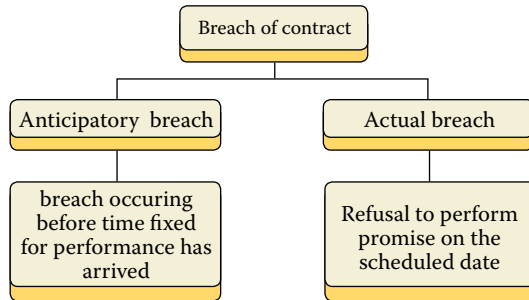 Breach of contract
Anticipatory breach
Actual breach
breach occuring
before time fixed
for performance has
arrived
Refusal to perform
promise on the
scheduled date